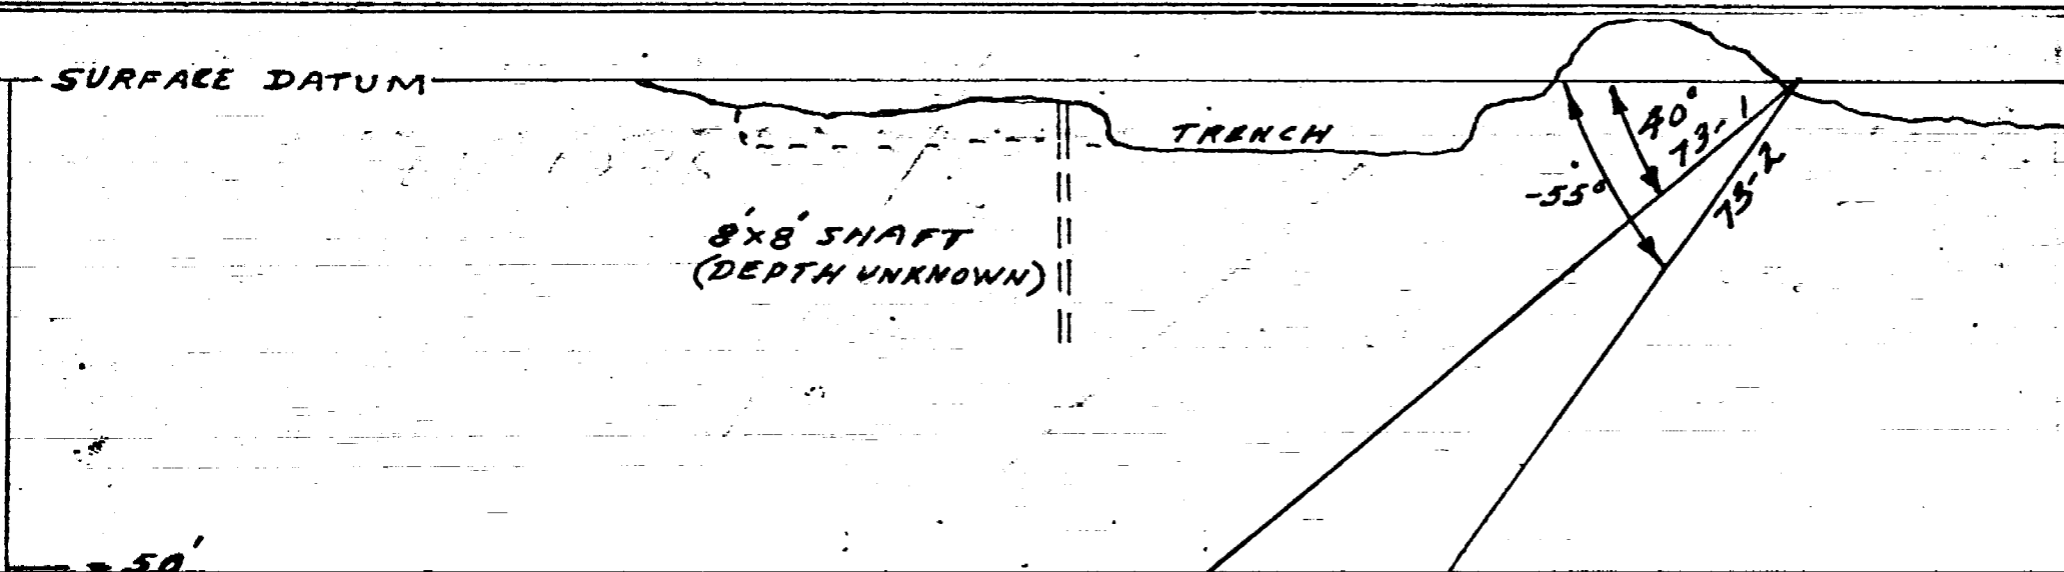 SURFACE DATUM
TRENCH
40°
73-1
-55°
73-2
8'x8' SHAFT
(DEPTH UNKNOWN)
- 50'